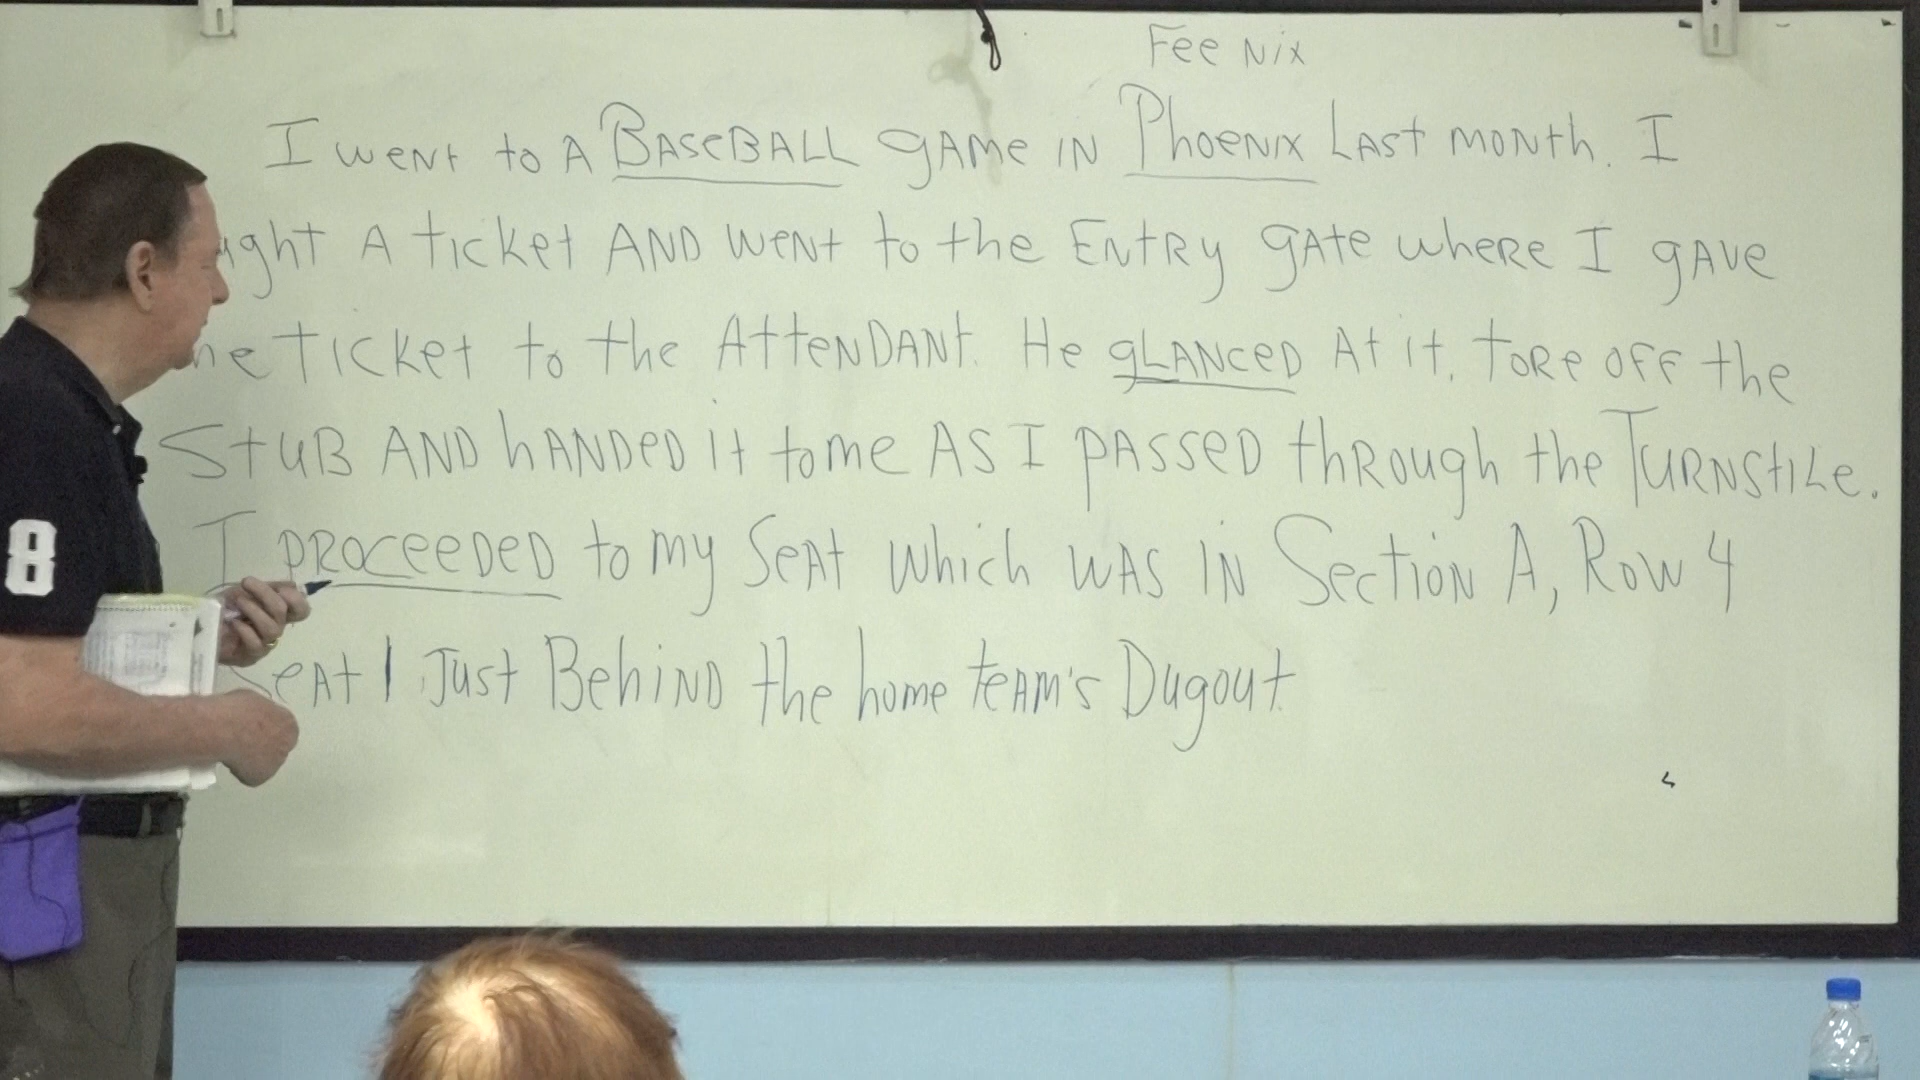 Fee Nix
I went to A BASEBALL gAMe IN Phoenix Last month. I
ught A ticket AND went to the Entry gate where I gave
he Ticket to the Attendant. He glanced At it, tore off the
Stub AND handed it to me AS I passed through the Turnstile.
I proceeded to my Seat which was in Section A, Row 4
Seat 1 Just Behind the home team's Dugout.
8